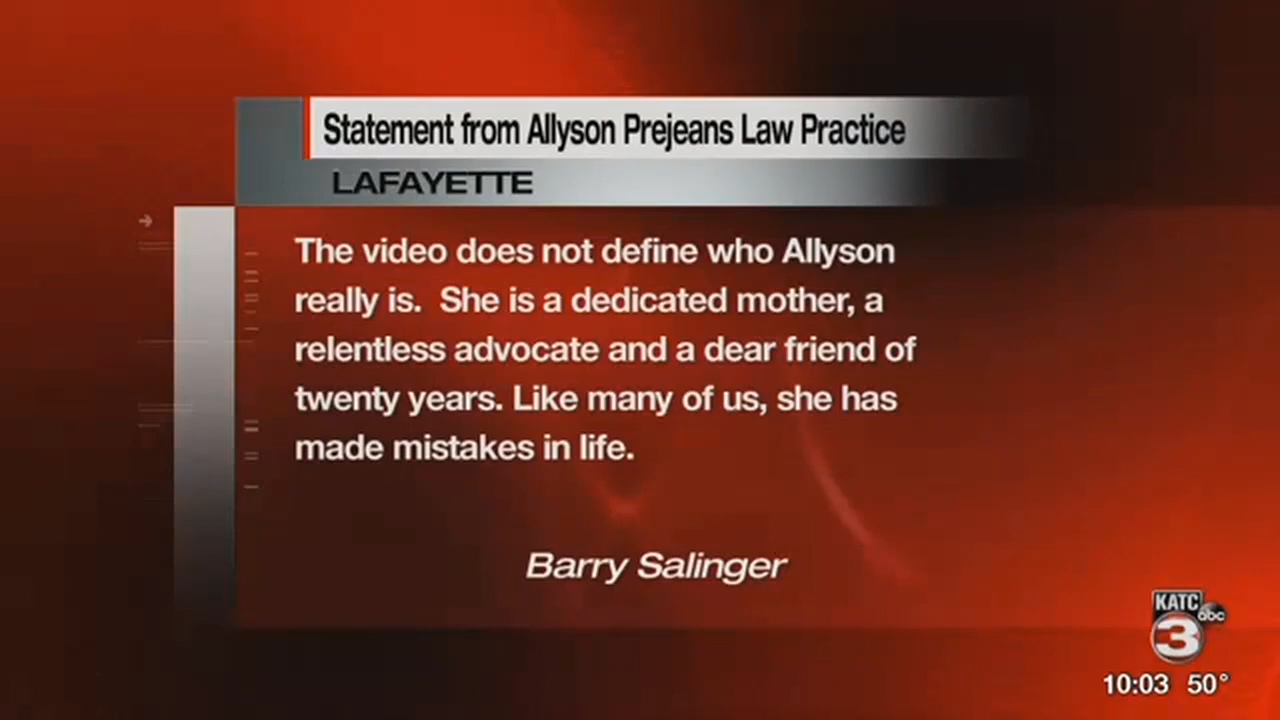 Statement from Allyson Prejeans Law Practice
LAFAYETTE
The video does not define who Allyson
really is.  She is a dedicated mother, a
relentless advocate and a dear friend of
twenty years. Like many of us, she has
made mistakes in life.
Barry Salinger
KATC
abc
3
10:03 50°